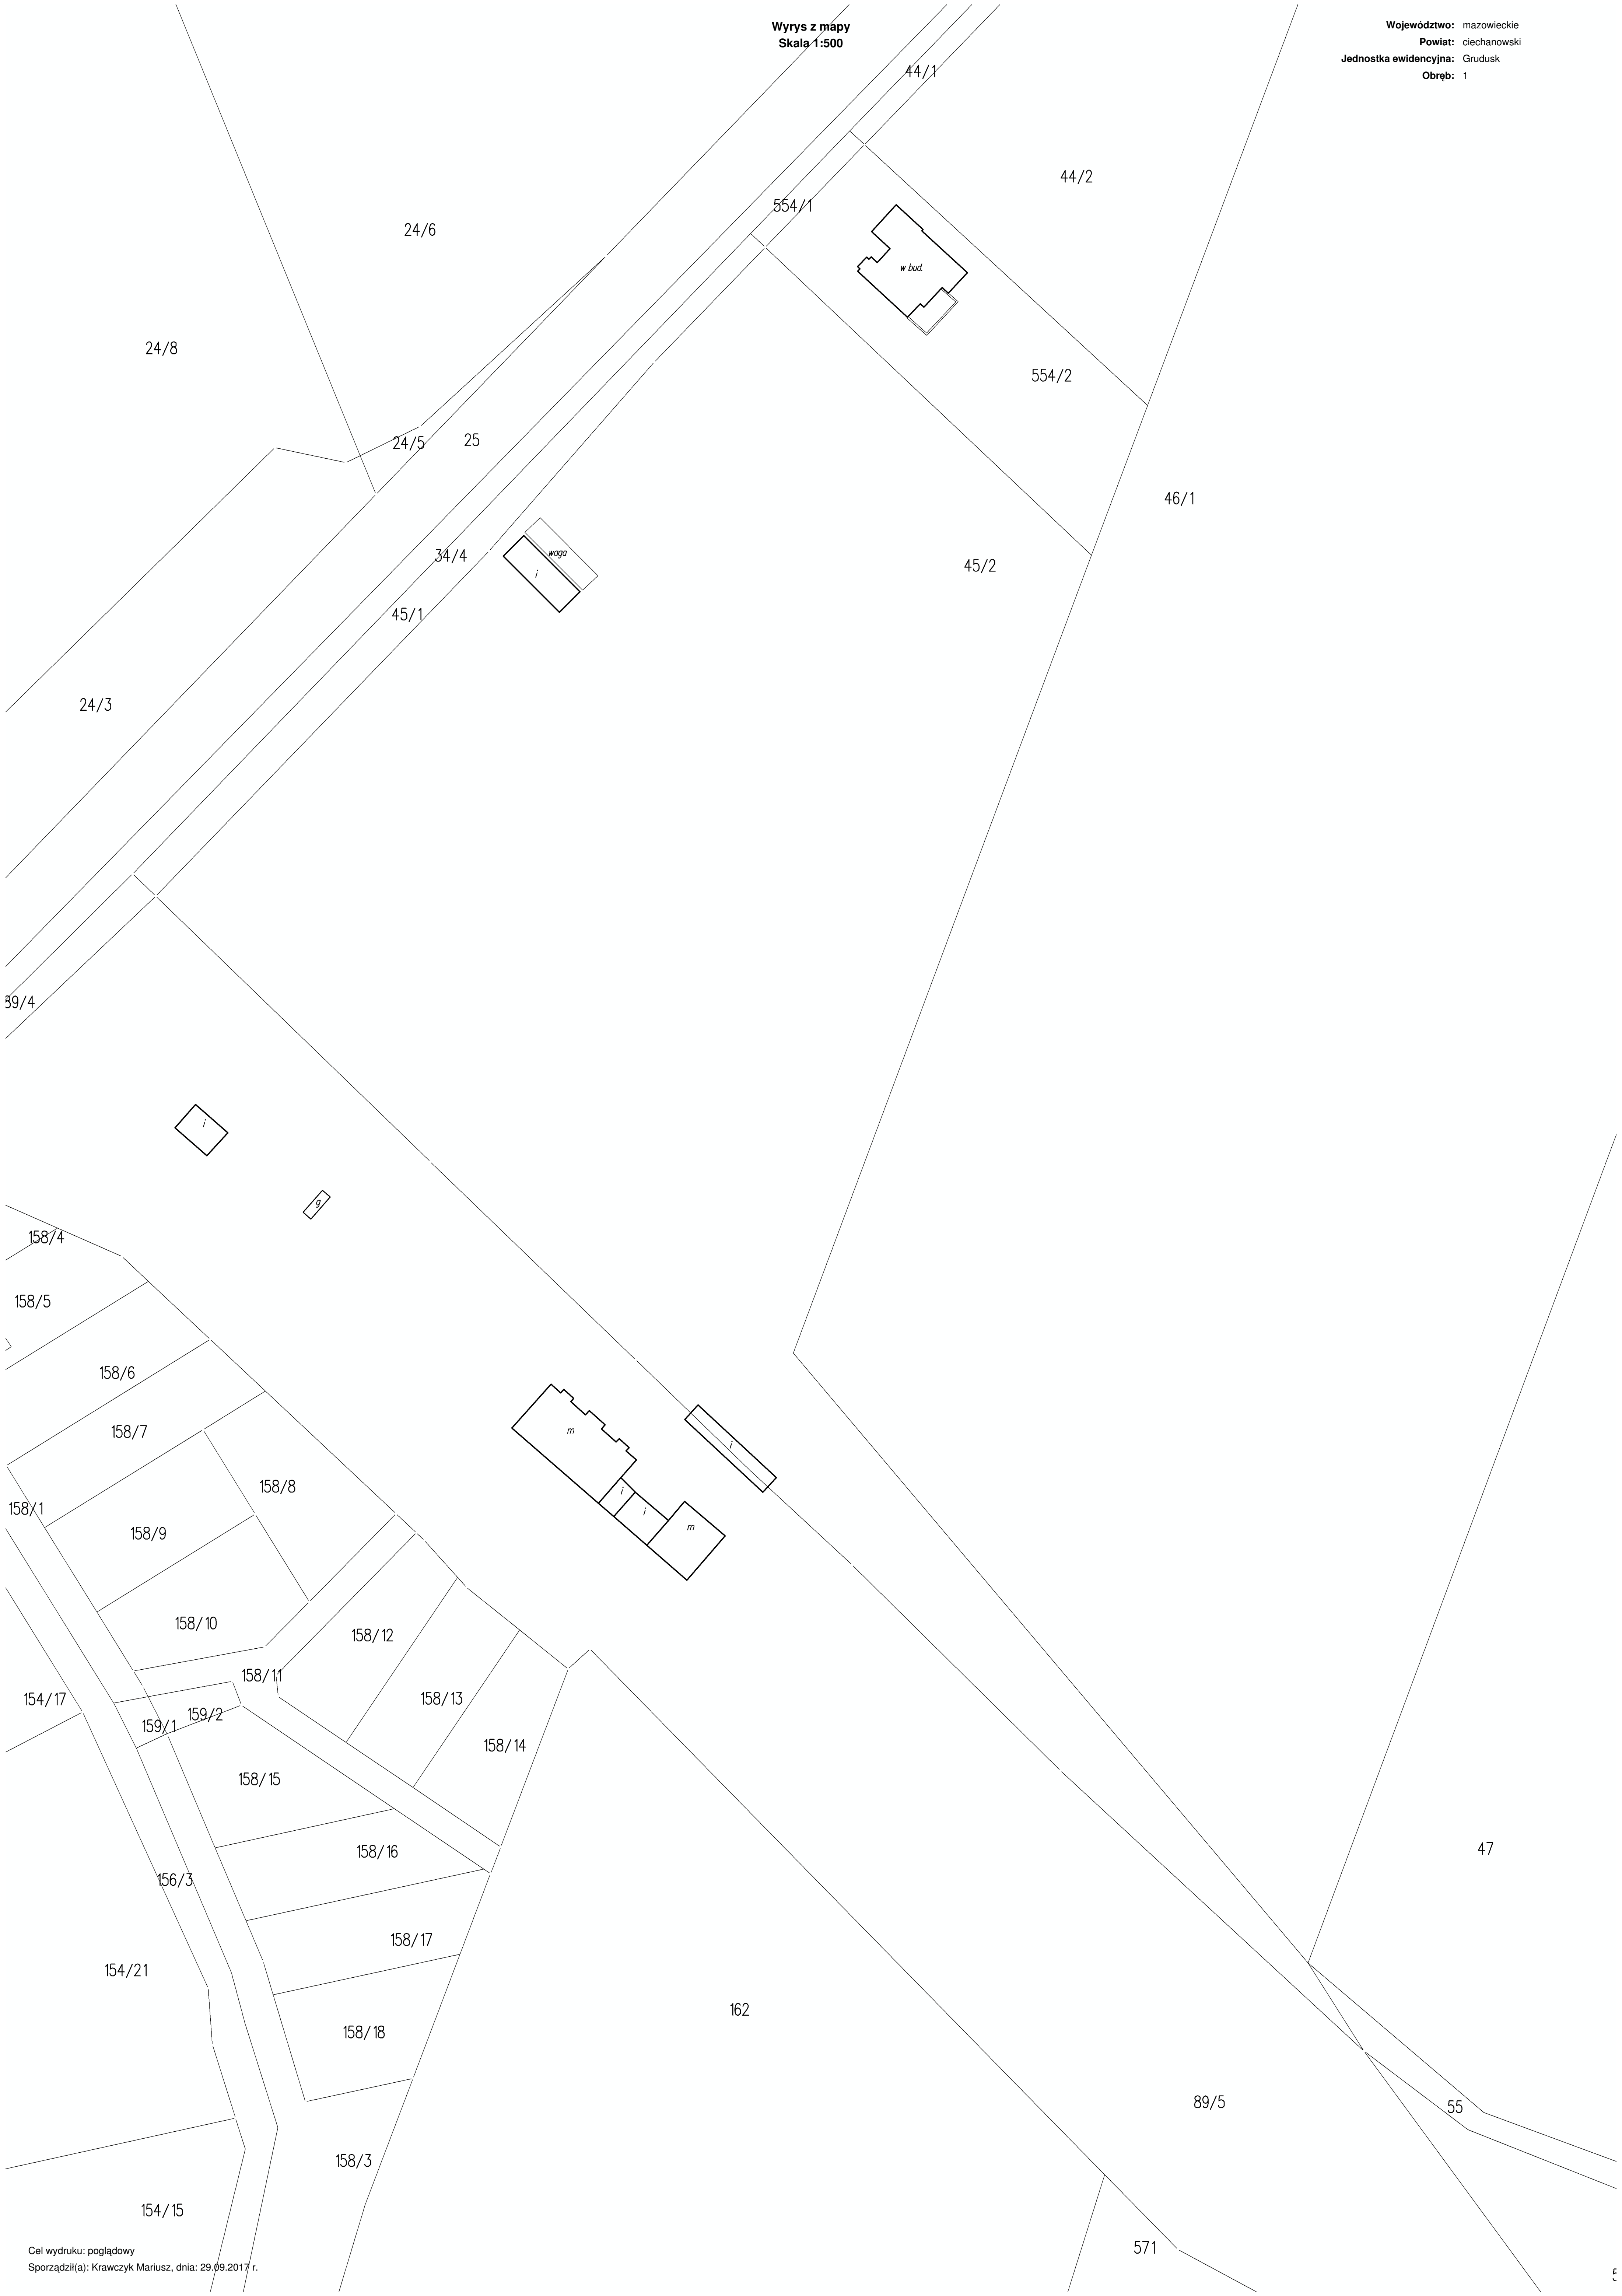 Wyrys z mapy
Skala 1:500
Województwo: mazowieckie
Powiat: ciechanowski
Jednostka ewidencyjna: Grudusk
Obręb: 1
44/1
44/2
554/1
24/6
w bud.
24/8
554/2
24/5
25
46/1
34/4
waga
45/2
i
45/1
24/3
39/4
i
g
158/4
158/5
158/6
158/7
m
i
158/8
i
158/1
i
m
158/9
158/10
158/12
158/11
154/17
158/13
159/2
159/1
158/14
158/15
47
158/16
156/3
158/17
154/21
162
158/18
89/5
55
158/3
154/15
571
Cel wydruku: poglądowy
Sporządził(a): Krawczyk Mariusz, dnia: 29.09.2017 r.